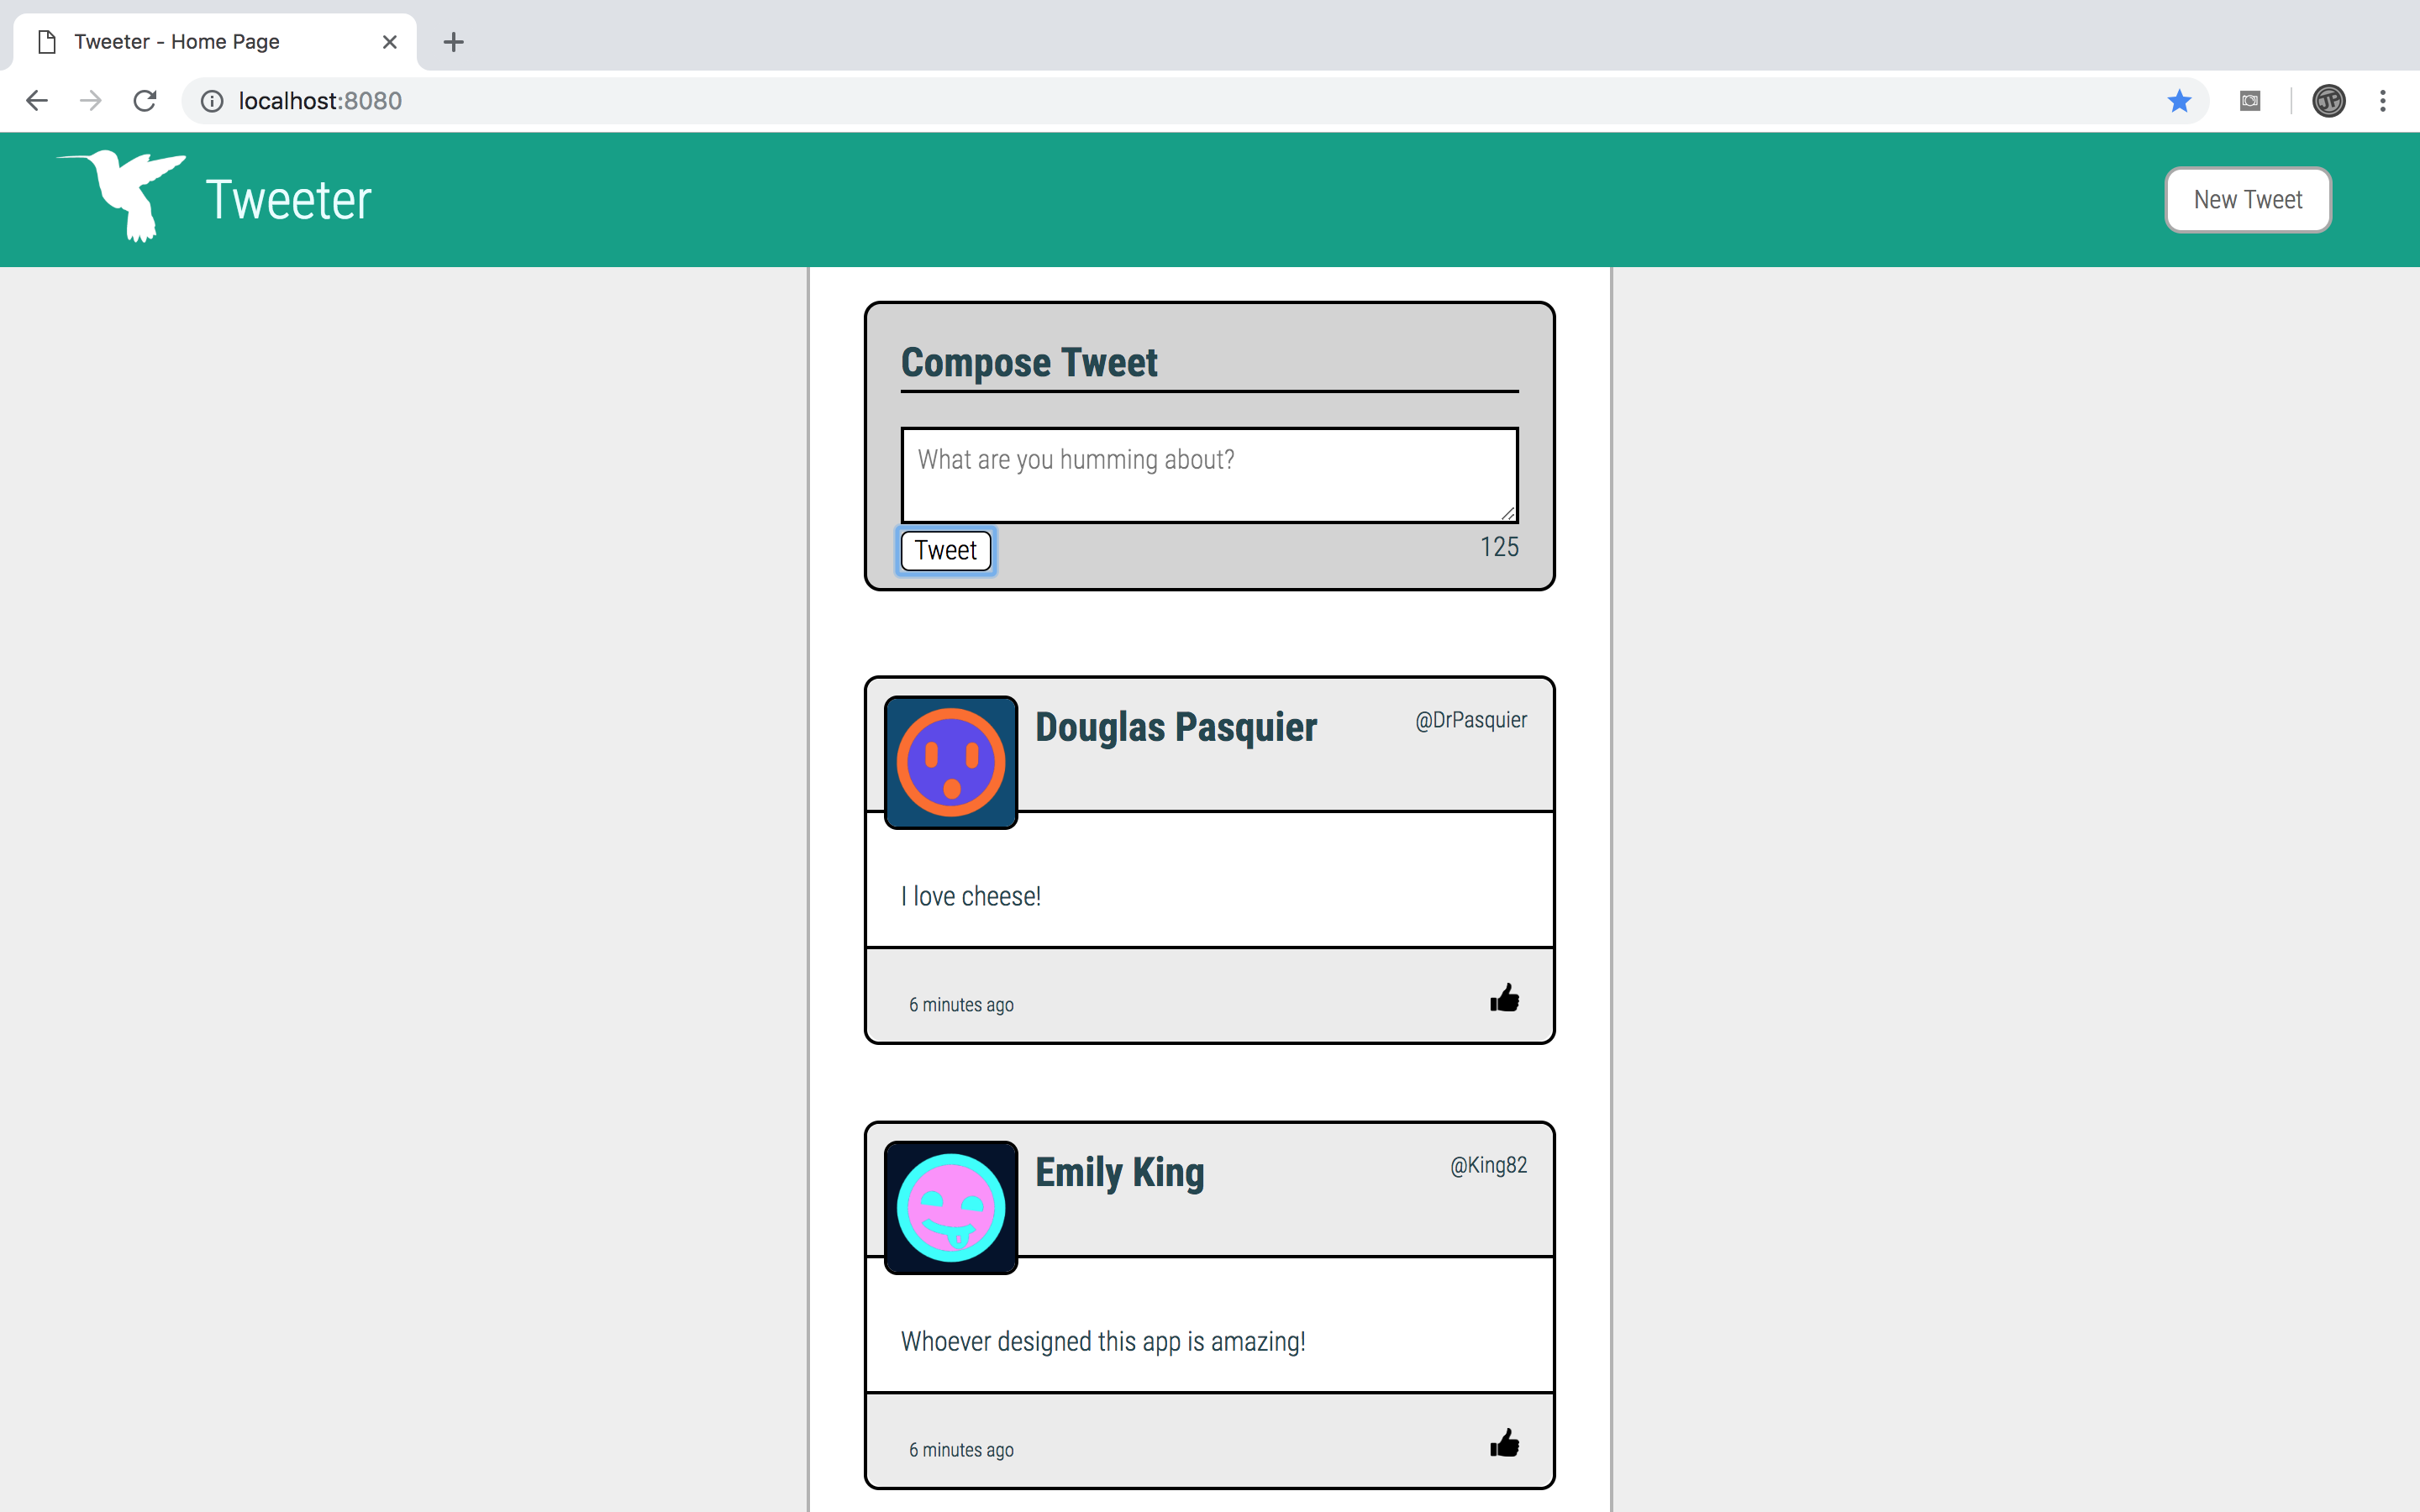 Tweeter - Home Page
localhost:8080
JP
Tweeter
New Tweet
Compose Tweet
What are you humming about?
Tweet
125
Douglas Pasquier
@DrPasquier
I love cheese!
6 minutes ago
Emily King
@King82
Whoever designed this app is amazing!
6 minutes ago